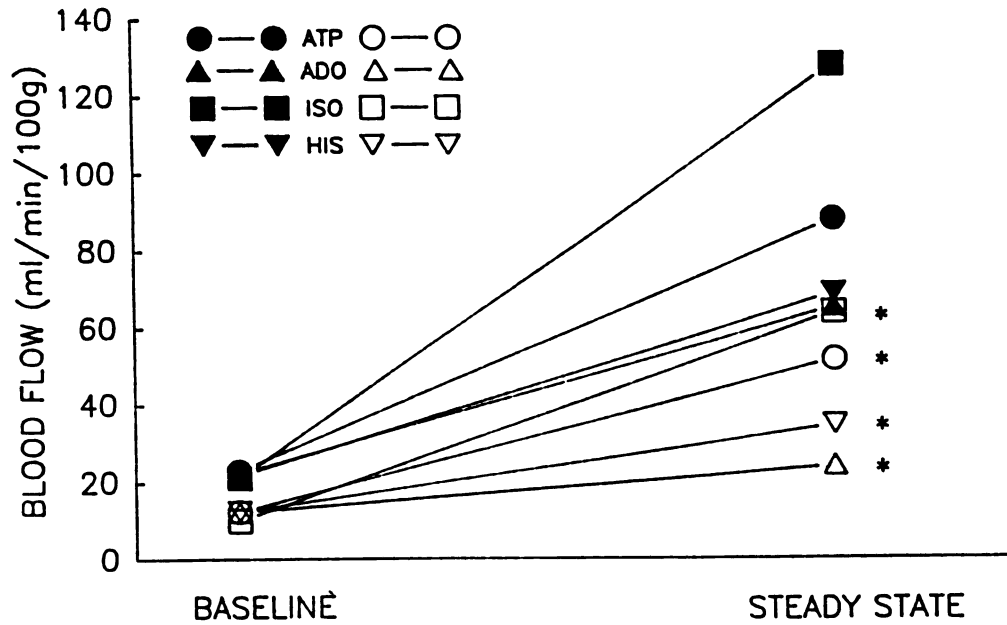 140
120
100
80
60
40
20
0
BLOOD FLOW (ml/min/100g)
ATP
ADO
ISO
HIS
*
*
*
*
BASELINE
STEADY STATE